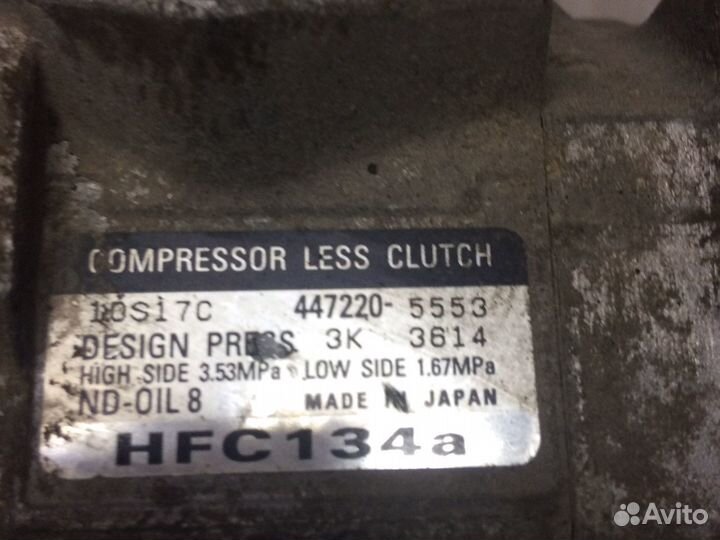 COMPRESSOR LESS CLUTCH
10S17C 447220-5553
DESIGN PRESS 3K 3614
HIGH SIDE 3.53MPa LOW SIDE 1.67MPa
ND-OIL 8 MADE IN JAPAN
HFC134a
Avito